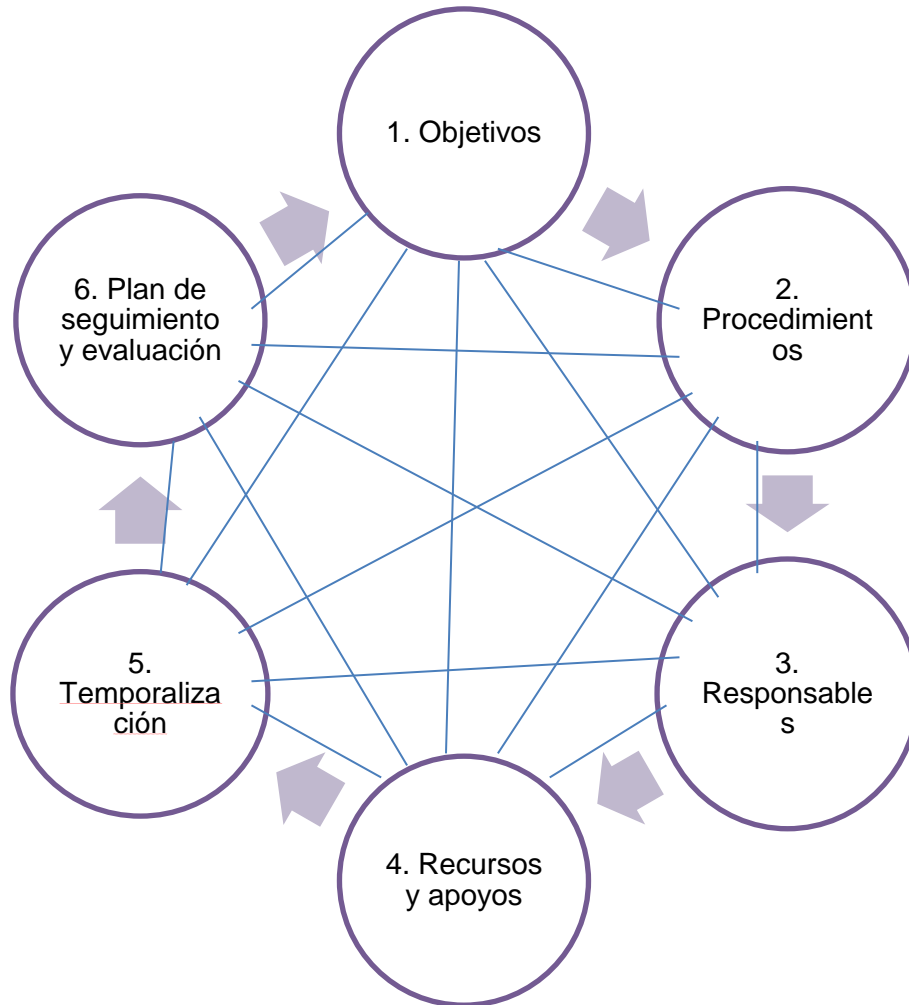 1. Objetivos
2.
Procedimient
os
3.
Responsable
s
4. Recursos
y apoyos
5.
Temporaliza
ción
6. Plan de
seguimiento
y evaluación